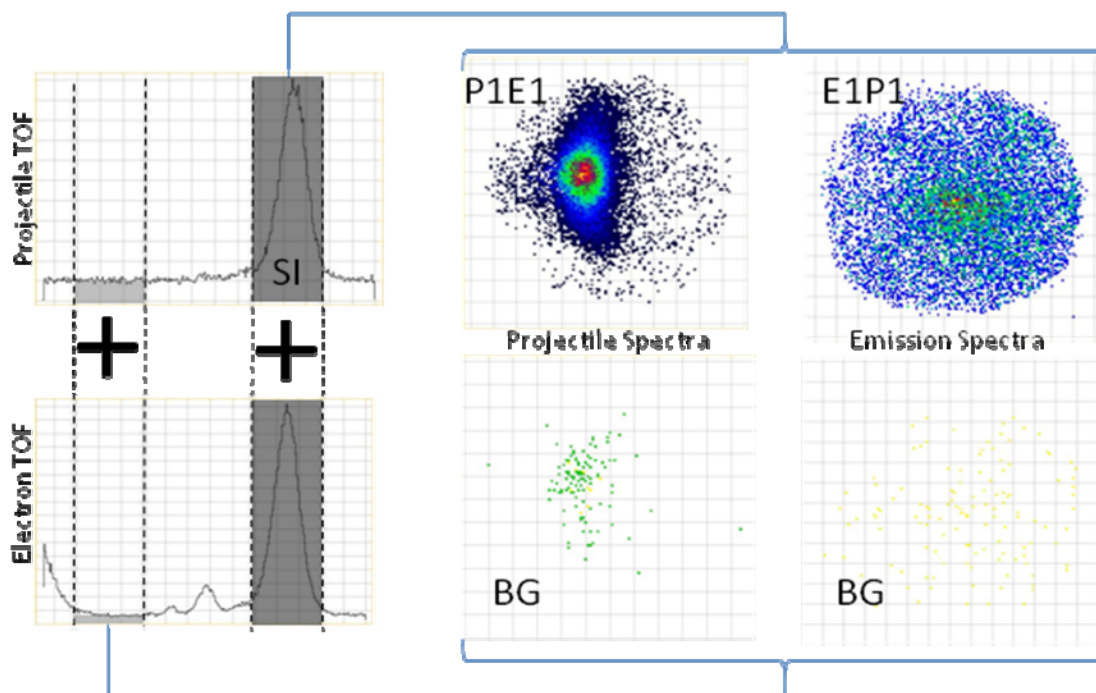 Projectile TOF
SI
Electron TOF
P1E1
E1P1
Projectile Spectra
Emission Spectra
BG
BG